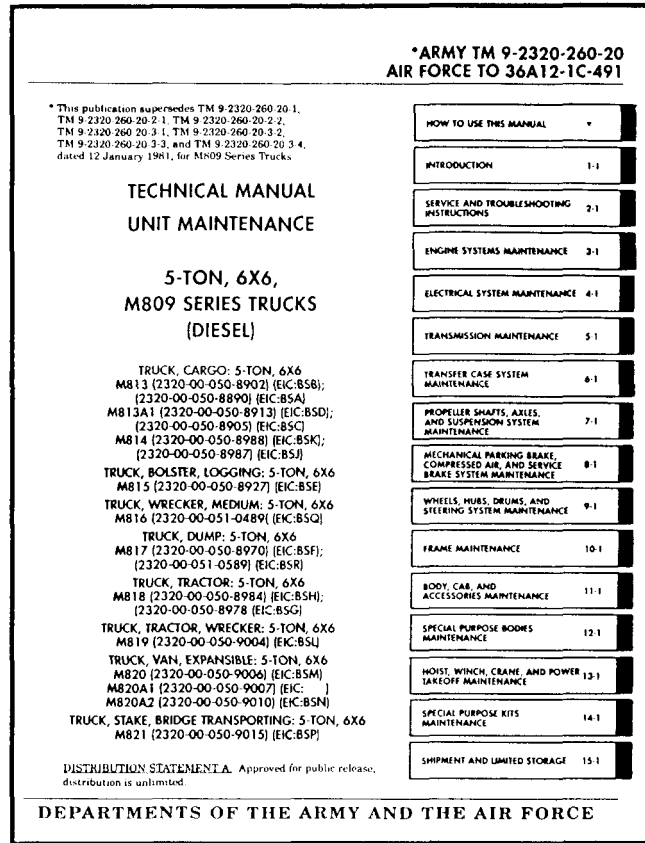 *ARMY TM 9-2320-260-20
AIR FORCE TO 36A12-1C-491
* This publication supersedes TM 9-2320-260-20-1,
TM 9-2320-260-20-2-1, TM 9-2320-260-20-2-2,
TM 9-2320-260 20-3-1, TM 9-2320-260-20-3-2,
TM 9-2320-260-20-3-3, and TM 9-2320-260-20 3-4,
dated 12 January 1981, for M809 Series Trucks
TECHNICAL MANUAL
UNIT MAINTENANCE
5-TON, 6X6,
M809 SERIES TRUCKS
(DIESEL)
TRUCK, CARGO: 5-TON, 6X6
M813 (2320-00-050-8902) (EIC:BSB);
(2320-00-050-8890) (EIC:BSA)
M813A1 (2320-00-050-8913) (EIC:BSD);
(2320-00-050-8905) (EIC:BSC)
M814 (2320-00-050-8988) (EIC:BSK);
(2320-00-050-8987) (EIC:BSJ)
TRUCK, BOLSTER, LOGGING: 5-TON, 6X6
M815 (2320-00-050-8927) (EIC:BSE)
TRUCK, WRECKER, MEDIUM: 5-TON, 6X6
M816 (2320-00-051-0489( (EIC:BSQ)
TRUCK, DUMP: 5-TON, 6X6
M817 (2320-00-050-8970) (EIC:BSF);
(2320-00-051-0589) (EIC:BSR)
TRUCK, TRACTOR: 5-TON, 6X6
M818 (2320-00-050-8984) (EIC:BSH);
(2320-00-050-8978 (EIC:BSG)
TRUCK, TRACTOR, WRECKER: 5-TON, 6X6
M819 (2320-00-050-9004) (EIC:BSL)
TRUCK, VAN, EXPANSIBLE: 5-TON, 6X6
M820 (2320-00-050-9006) (EIC:BSM)
M820A1 (2320-00-050-9007) (EIC: )
M820A2 (2320-00-050-9010) (EIC:BSN)
TRUCK, STAKE, BRIDGE TRANSPORTING: 5-TON, 6X6
M821 (2320-00-050-9015) (EIC:BSP)
DISTRIBUTION STATEMENT A. Approved for public release,
distribution is unlimited.
HOW TO USE THIS MANUAL
INTRODUCTION 1-1
SERVICE AND TROUBLESHOOTING
INSTRUCTIONS 2-1
ENGINE SYSTEMS MAINTENANCE 3-1
ELECTRICAL SYSTEM MAINTENANCE 4-1
TRANSMISSION MAINTENANCE 5-1
TRANSFER CASE SYSTEM
MAINTENANCE 6-1
PROPELLER SHAFTS, AXLES,
AND SUSPENSION SYSTEM 7-1
MAINTENANCE
MECHANICAL PARKING BRAKE,
COMPRESSED AIR, AND SERVICE 8-1
BRAKE SYSTEM MAINTENANCE
WHEELS, HUBS, DRUMS, AND
STEERING SYSTEM MAINTENANCE 9-1
FRAME MAINTENANCE 10-1
BODY, CAB, AND
ACCESSORIES MAINTENANCE 11-1
SPECIAL PURPOSE BODIES
MAINTENANCE 12-1
HOIST, WINCH, CRANE, AND POWER
TAKEOFF MAINTENANCE 13-1
SPECIAL PURPOSE KITS
MAINTENANCE 14-1
SHIPMENT AND LIMITED STORAGE 15-1
DEPARTMENTS OF THE ARMY AND THE AIR FORCE